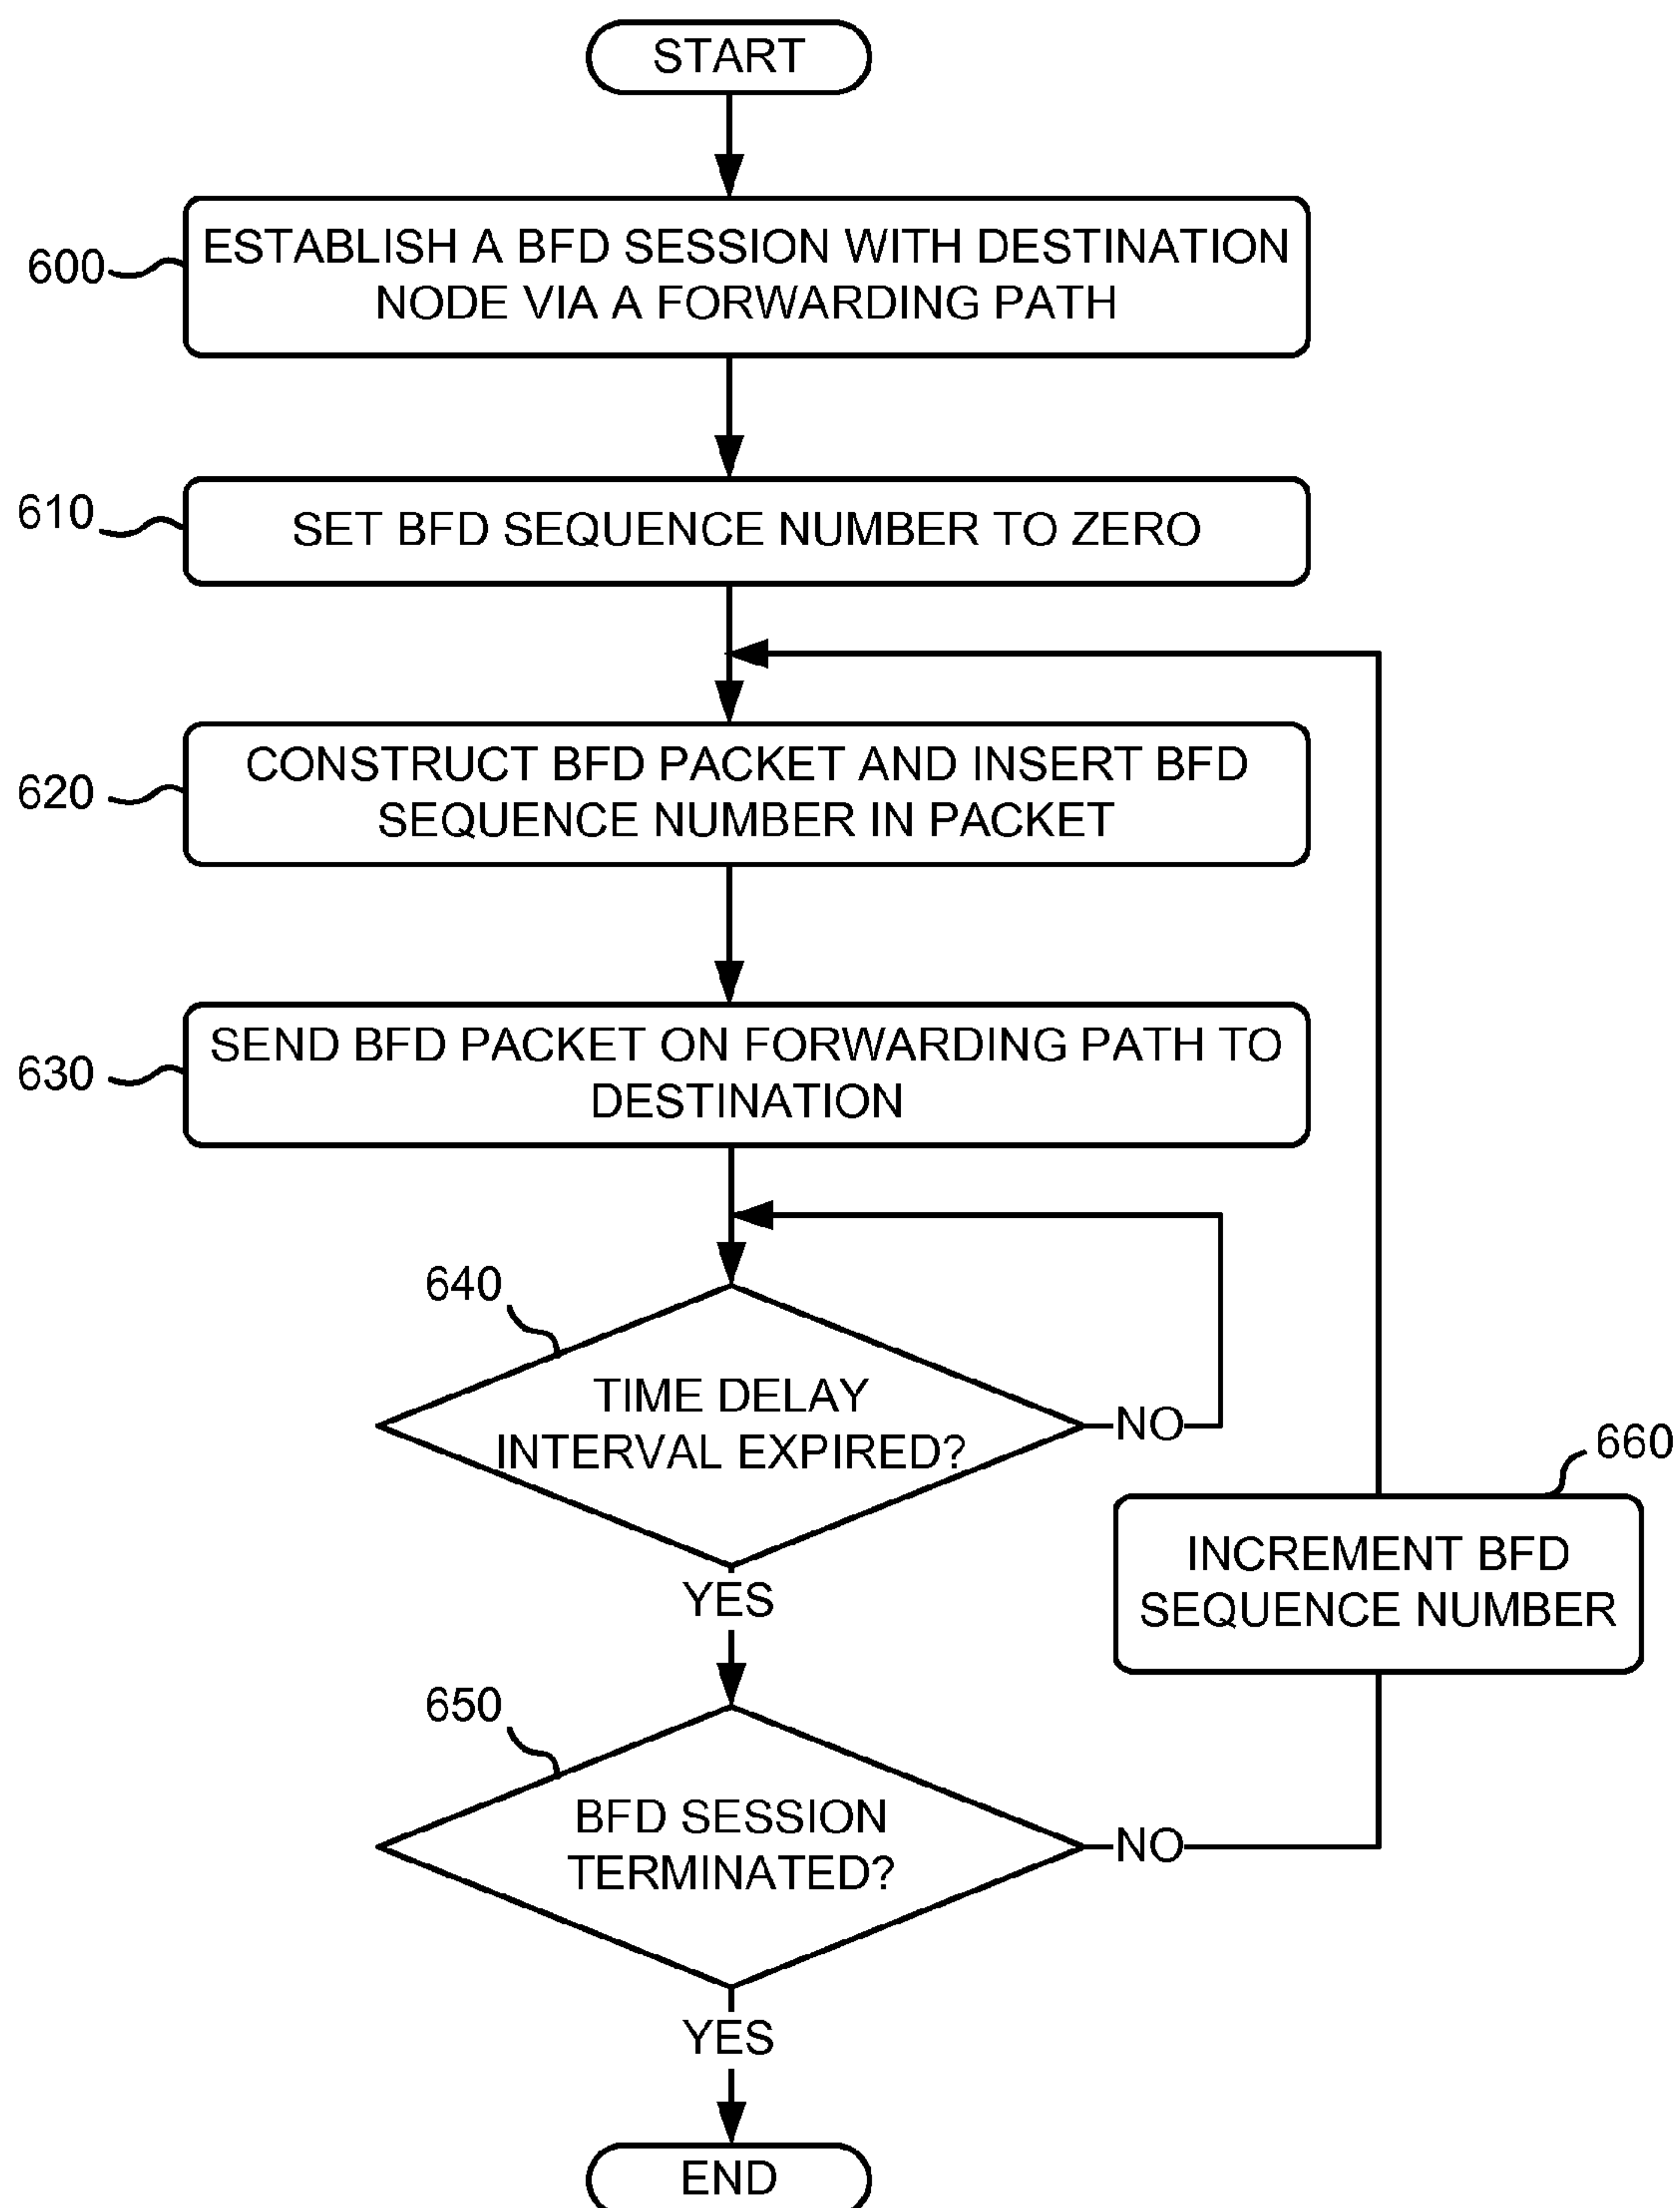 START
600
ESTABLISH A BFD SESSION WITH DESTINATION
NODE VIA A FORWARDING PATH
610
SET BFD SEQUENCE NUMBER TO ZERO
620
CONSTRUCT BFD PACKET AND INSERT BFD
SEQUENCE NUMBER IN PACKET
630
SEND BFD PACKET ON FORWARDING PATH TO
DESTINATION
640
TIME DELAY
INTERVAL EXPIRED?
NO
YES
660
INCREMENT BFD
SEQUENCE NUMBER
650
BFD SESSION
TERMINATED?
NO
YES
END